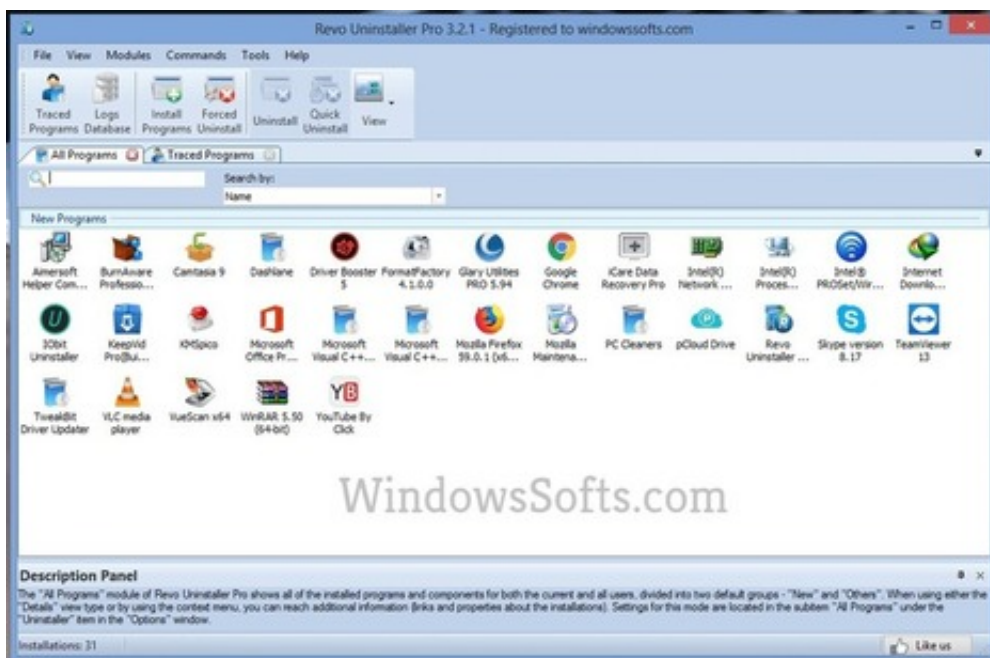 Revo Uninstaller Pro 3.2.1 - Registered to windowssofts.com
File View Modules Commands Tools Help
Traced Programs
Logs Database
Install Programs
Forced Uninstall
Uninstall
Quick Uninstall
View
All Programs
Traced Programs
Search by:
Name
New Programs
Aimersoft Helper Com...
BurnAware Professio...
Camtasia 9
Dashlane
Driver Booster 5
FormatFactory 4.1.0.0
Glary Utilities PRO 5.94
Google Chrome
iCare Data Recovery Pro
Intel(R) Network ...
Intel(R) Proces...
Intel® PROSet/Wir...
Internet Downlo...
IObit Uninstaller
KeepVid Pro(Bui...
KMSpico
Microsoft Office Pr...
Microsoft Visual C++...
Microsoft Visual C++...
Mozilla Firefox 59.0.1 (x6...
Mozilla Maintena...
PC Cleaners
pCloud Drive
Revo Uninstaller ...
Skype version 8.17
TeamViewer 13
TweakBit Driver Updater
VLC media player
VueScan x64
WinRAR 5.50 (64-bit)
YouTube By Click
WindowsSofts.com
Description Panel
The "All Programs" module of Revo Uninstaller Pro shows all of the installed programs and components for both the current and all users, divided into two default groups - "New" and "Others". When using either the
"Details" view type or by using the context menu, you can reach additional information (links and properties about the installations). Settings for this mode are located in the subitem "All Programs" under the
"Uninstaller" item in the "Options" window.
Installations: 31
Like us